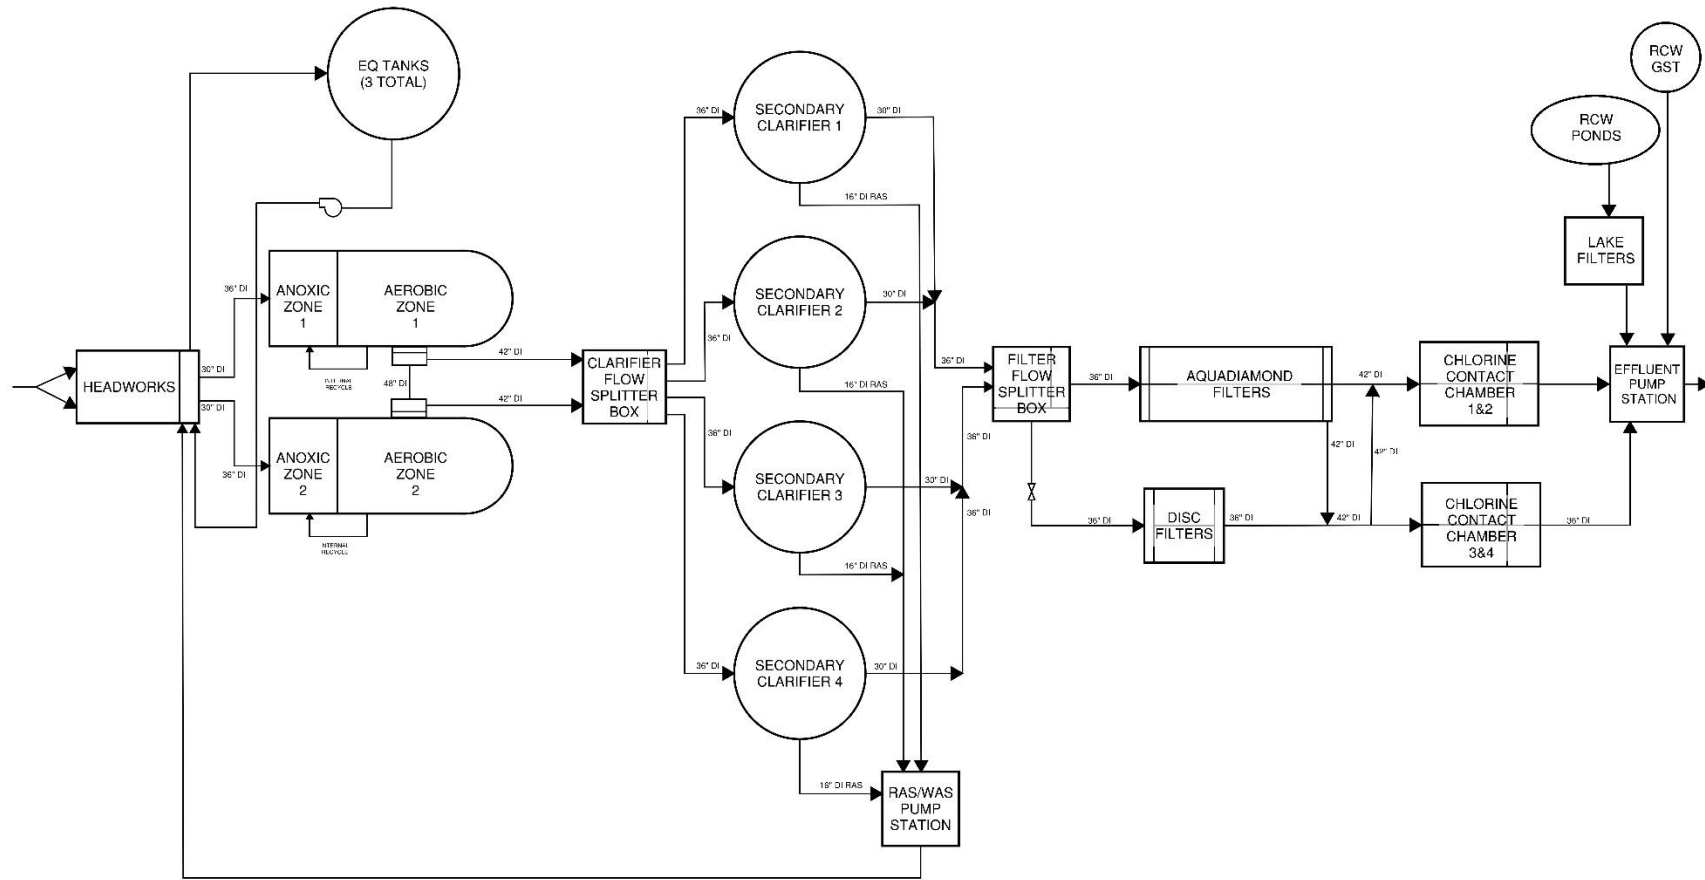 EQ TANKS
(3 TOTAL)
RCW
GST
RCW
PONDS
LAKE
FILTERS
36" DI
SECONDARY
CLARIFIER 1
30" DI
16" DI RAS
36" DI
ANOXIC
ZONE
1
AEROBIC
ZONE
1
INTERNAL
RECYCLE
36" DI
SECONDARY
CLARIFIER 2
30" DI
16" DI RAS
HEADWORKS
30" DI
30" DI
48" DI
42" DI
42" DI
CLARIFIER
FLOW
SPLITTER
BOX
36" DI
ANOXIC
ZONE
2
AEROBIC
ZONE
2
INTERNAL
RECYCLE
36" DI
SECONDARY
CLARIFIER 3
30" DI
16" DI RAS
36" DI
SECONDARY
CLARIFIER 4
30" DI
16" DI RAS
RAS/WAS
PUMP
STATION
36" DI
36" DI
36" DI
FILTER
FLOW
SPLITTER
BOX
36" DI
AQUADIAMOND
FILTERS
42" DI
42" DI
42" DI
CHLORINE
CONTACT
CHAMBER
1&2
EFFLUENT
PUMP
STATION
36" DI
DISC
FILTERS
36" DI
42" DI
CHLORINE
CONTACT
CHAMBER
3&4
36" DI